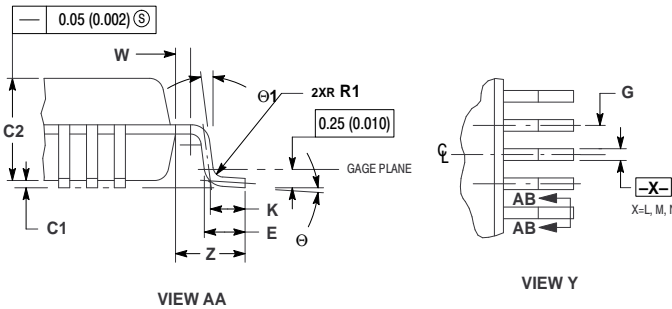 — 0.05 (0.002) Ⓢ
W
Θ1
2XR R1
0.25 (0.010)
C2
GAGE PLANE
C1
K
E
Θ
Z
VIEW AA
G
℄
–X–
X=L, M, N
AB
AB
VIEW Y